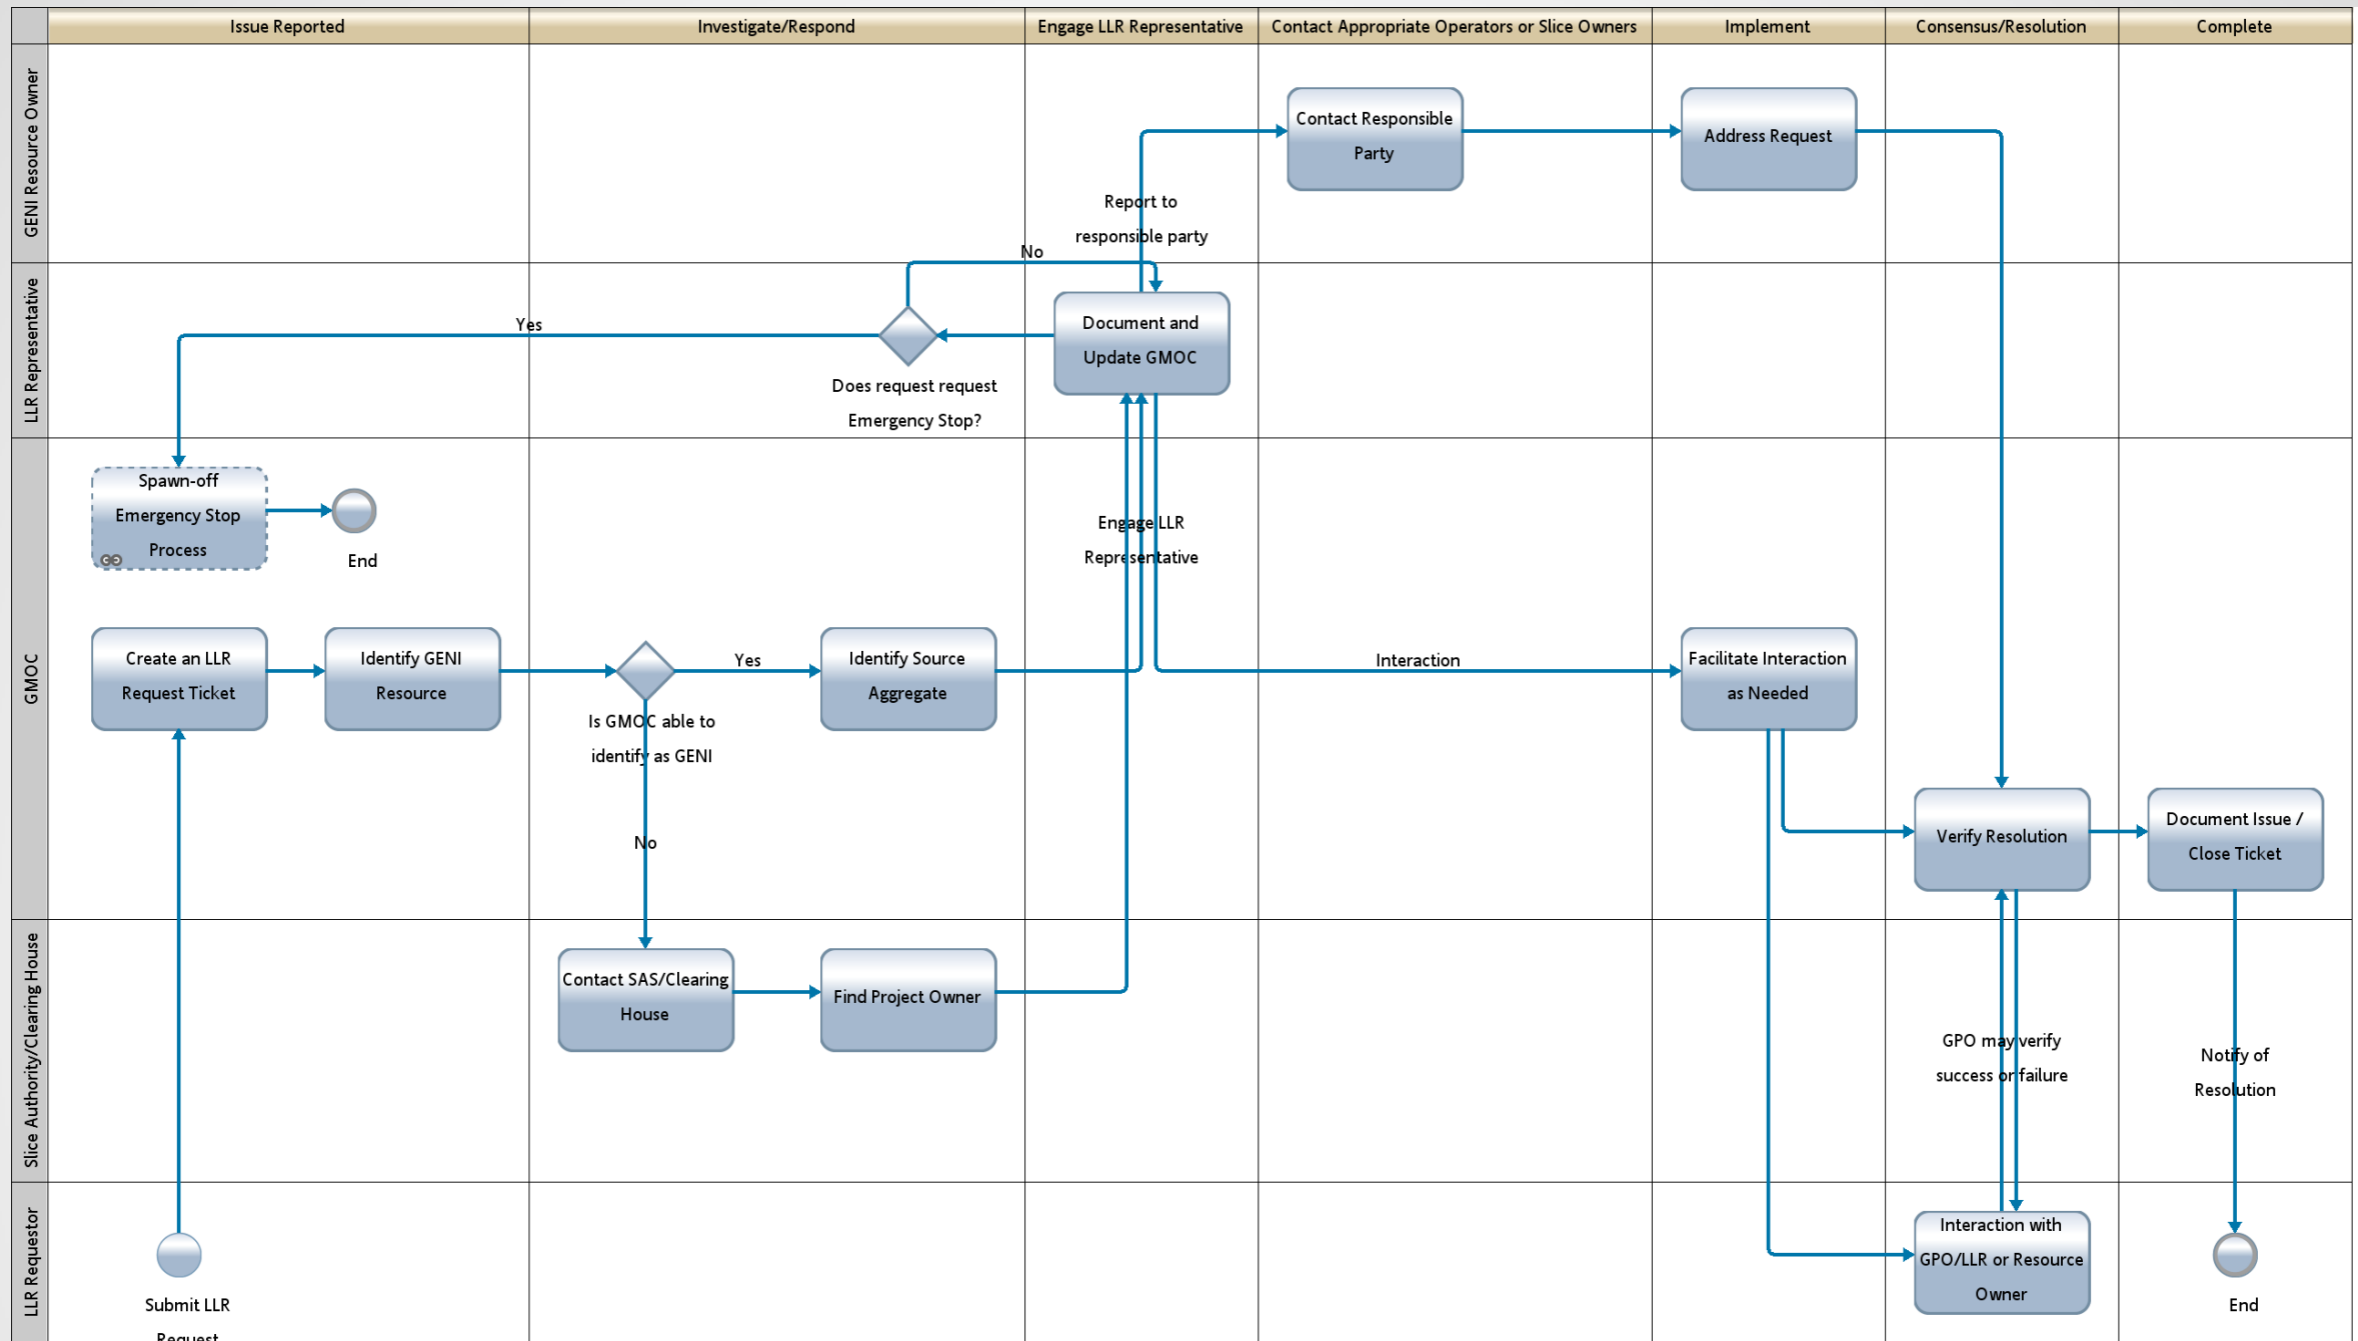 Issue Reported
Investigate/Respond
Engage LLR Representative
Contact Appropriate Operators or Slice Owners
Implement
Consensus/Resolution
Complete
GENI Resource Owner
Contact Responsible
Party
Address Request
Report to
responsible party
No
LLR Representative
Yes
Document and
Update GMOC
Does request request
Emergency Stop?
GMOC
Spawn-off
Emergency Stop
Process
End
Engage LLR
Representative
Create an LLR
Request Ticket
Identify GENI
Resource
Yes
Identify Source
Aggregate
Interaction
Facilitate Interaction
as Needed
Is GMOC able to
identify as GENI
No
Verify Resolution
Document Issue /
Close Ticket
Slice Authority/Clearing House
Contact SAS/Clearing
House
Find Project Owner
GPO may verify
success or failure
Notify of
Resolution
LLR Requestor
Submit LLR
Request
Interaction with
GPO/LLR or Resource
Owner
End